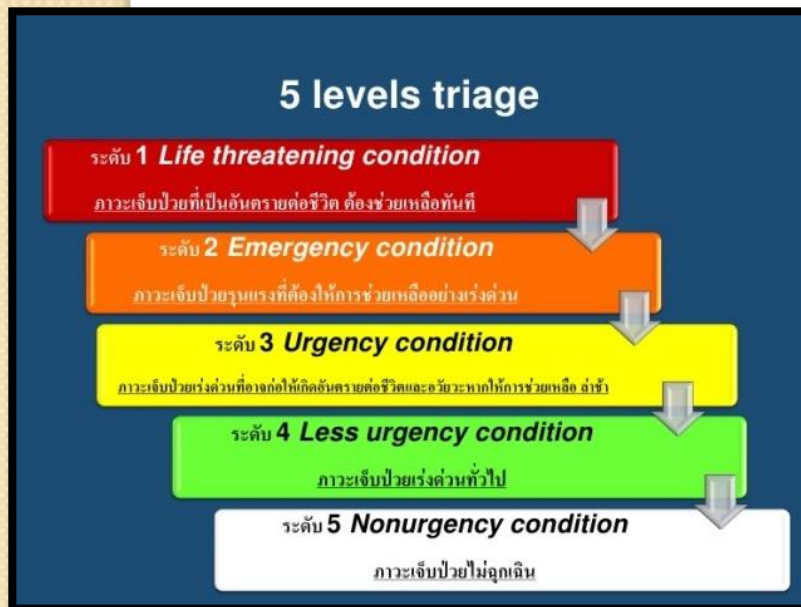 5 levels triage
ระดับ 1 Life threatening condition
ภาวะเจ็บป่วยที่เป็นอันตรายต่อชีวิต ต้องช่วยเหลือทันที
ระดับ 2 Emergency condition
ภาวะเจ็บป่วยรุนแรงที่ต้องให้การช่วยเหลืออย่างเร่งด่วน
ระดับ 3 Urgency condition
ภาวะเจ็บป่วยเร่งด่วนที่อาจก่อให้เกิดอันตรายต่อชีวิตและอวัยวะหากให้การช่วยเหลือ ล่าช้า
ระดับ 4 Less urgency condition
ภาวะเจ็บป่วยเร่งด่วนทั่วไป
ระดับ 5 Nonurgency condition
ภาวะเจ็บป่วยไม่ฉุกเฉิน